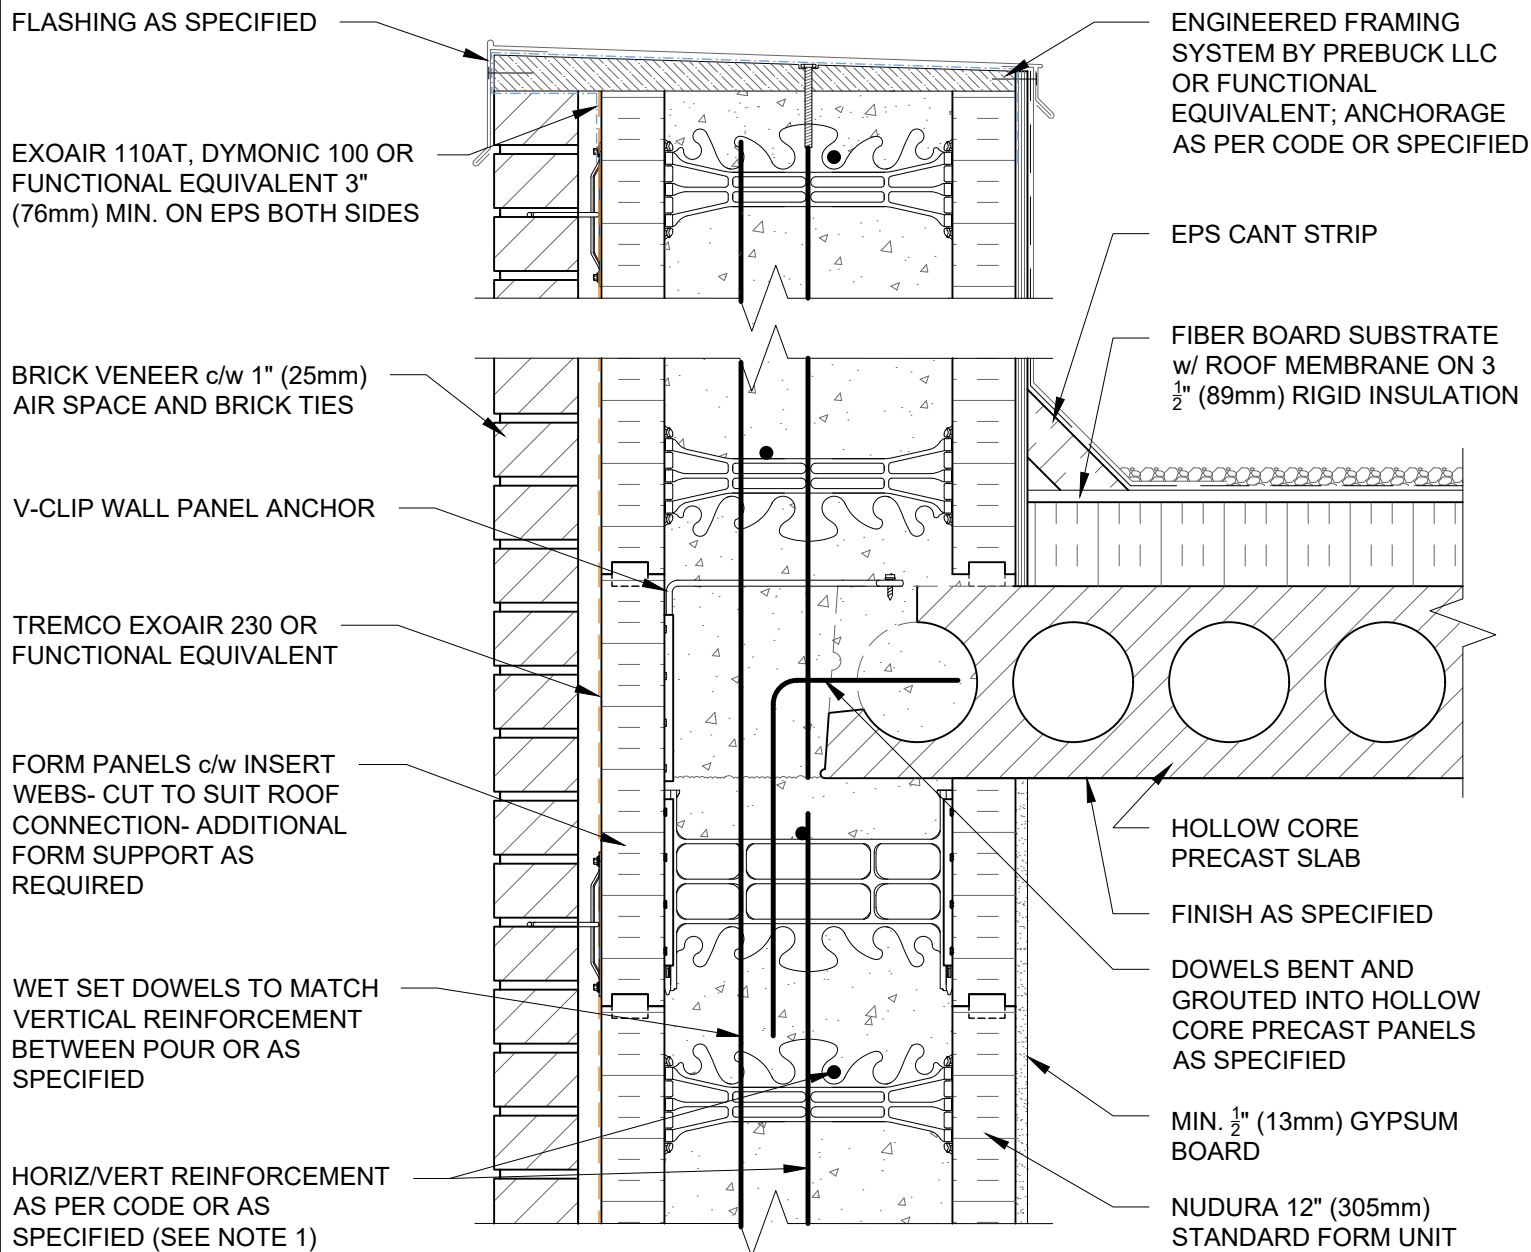 FLASHING AS SPECIFIED
EXOAIR 110AT, DYMONIC 100 OR
FUNCTIONAL EQUIVALENT 3"
(76mm) MIN. ON EPS BOTH SIDES
BRICK VENEER c/w 1" (25mm)
AIR SPACE AND BRICK TIES
V-CLIP WALL PANEL ANCHOR
TREMCO EXOAIR 230 OR
FUNCTIONAL EQUIVALENT
FORM PANELS c/w INSERT
WEBS- CUT TO SUIT ROOF
CONNECTION- ADDITIONAL
FORM SUPPORT AS
REQUIRED
WET SET DOWELS TO MATCH
VERTICAL REINFORCEMENT
BETWEEN POUR OR AS
SPECIFIED
HORIZ/VERT REINFORCEMENT
AS PER CODE OR AS
SPECIFIED (SEE NOTE 1)
ENGINEERED FRAMING
SYSTEM BY PREBUCK LLC
OR FUNCTIONAL
EQUIVALENT; ANCHORAGE
AS PER CODE OR SPECIFIED
EPS CANT STRIP
FIBER BOARD SUBSTRATE
w/ ROOF MEMBRANE ON 3
1/2" (89mm) RIGID INSULATION
HOLLOW CORE
PRECAST SLAB
FINISH AS SPECIFIED
DOWELS BENT AND
GROUTED INTO HOLLOW
CORE PRECAST PANELS
AS SPECIFIED
MIN. 1/2" (13mm) GYPSUM
BOARD
NUDURA 12" (305mm)
STANDARD FORM UNIT